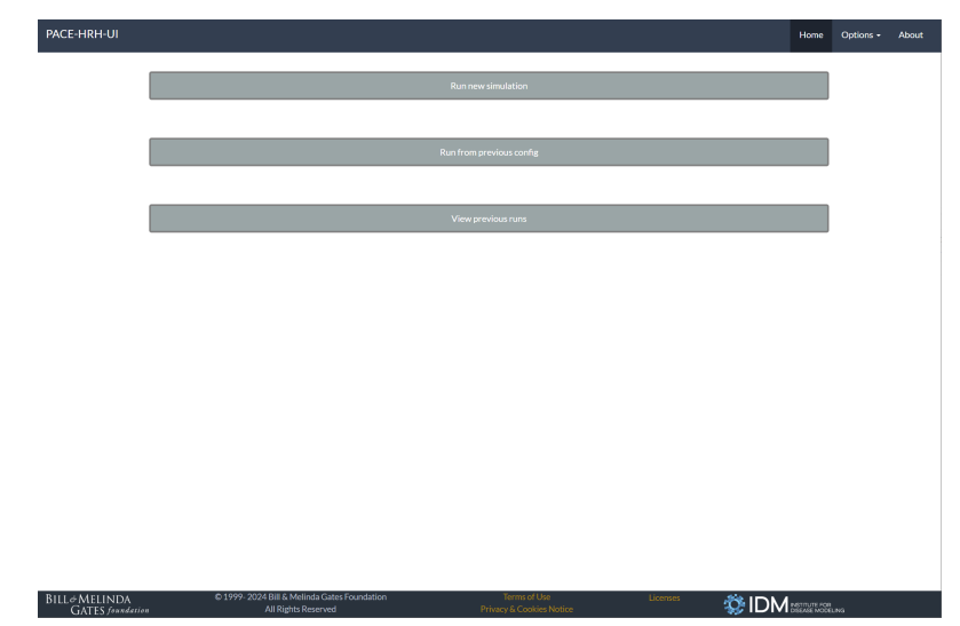 PACE-HRH-UI
Home
Options
About
Run new simulation
Run from previous config
View previous runs
BILL & MELINDA
GATES foundation
© 1999- 2024 Bill & Melinda Gates Foundation
All Rights Reserved
Terms of Use
Privacy & Cookies Notice
Licenses
IDM
INSTITUTE FOR
DISEASE MODELING